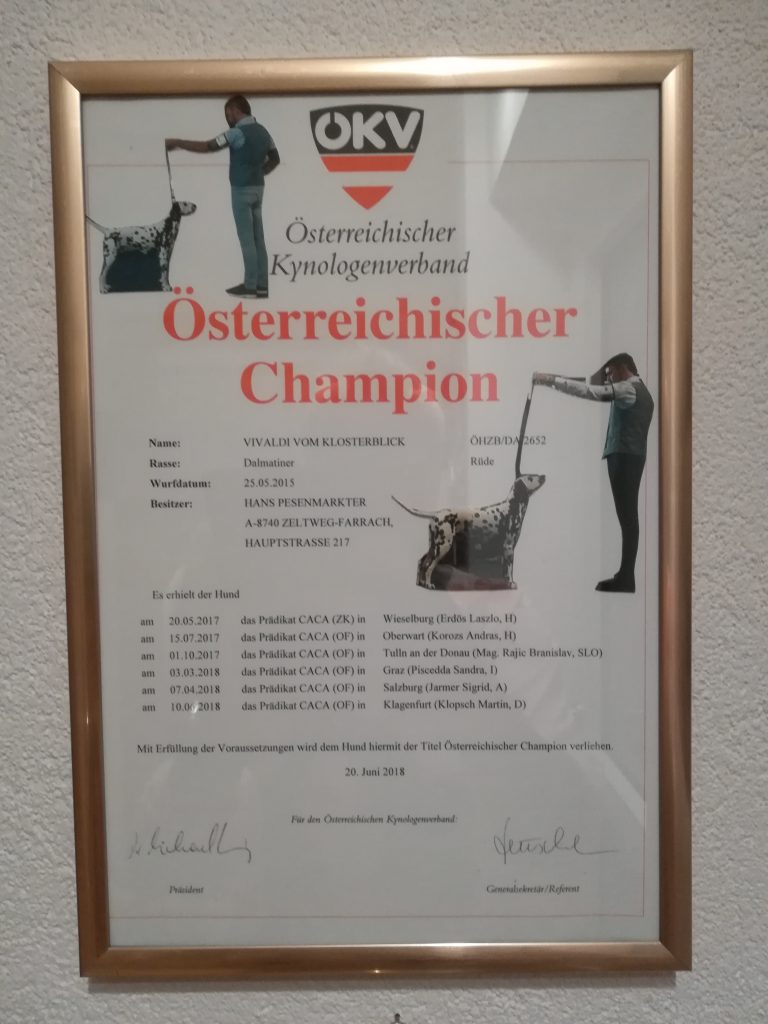 ÖKV
Österreichischer
Kynologenverband
Österreichischer
Champion
Name: VIVALDI VOM KLOSTERBLICK ÖHZB/DA 2652
Rasse: Dalmatiner Rüde
Wurfdatum: 25.05.2015
Besitzer: HANS PESENMARKTER
A-8740 ZELTWEG-FARRACH,
HAUPTSTRASSE 217
Es erhielt der Hund
am 20.05.2017 das Prädikat CACA (ZK) in Wieselburg (Erdös Laszlo, H)
am 15.07.2017 das Prädikat CACA (OF) in Oberwart (Korozs Andras, H)
am 01.10.2017 das Prädikat CACA (OF) in Tulln an der Donau (Mag. Rajic Branislav, SLO)
am 03.03.2018 das Prädikat CACA (OF) in Graz (Piscedda Sandra, I)
am 07.04.2018 das Prädikat CACA (OF) in Salzburg (Jarmer Sigrid, A)
am das Prädikat CACA (OF) in Klagenfurt (Klopsch Martin, D)
Mit Erfüllung der Voraussetzungen wird dem Hund hiermit der Titel Österreichischer Champion verliehen.
20. Juni 2018
Für den Österreichischen Kynologenverband:
Präsident Generalsekretär/Referent